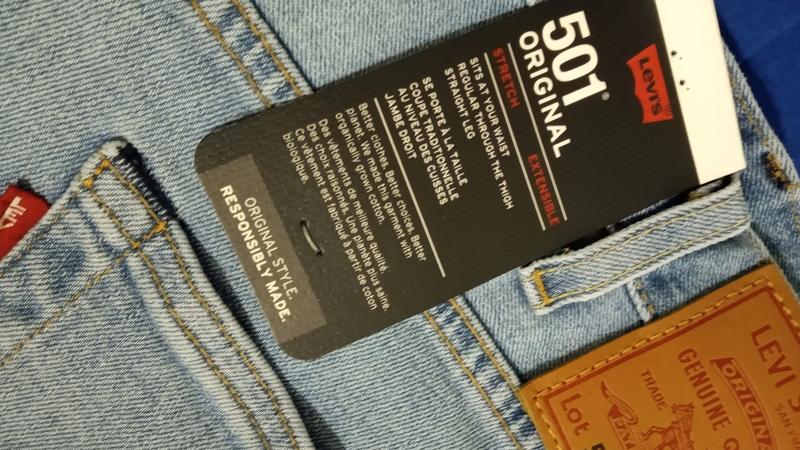 Levi's
501®
ORIGINAL
STRETCH
EXTENSIBLE
SITS AT YOUR WAIST
REGULAR THROUGH THE THIGH
STRAIGHT LEG
SE PORTE À LA TAILLE
COUPE TRADITIONNELLE
AU NIVEAU DES CUISSES
JAMBE DROIT
Better clothes. Better choices. Better
planet. We made this garment with
organically grown cotton.
Des vêtements de meilleure qualité.
Des choix raisonnés. Une planète plus saine.
Ce vêtement est fabriqué à partir de coton
biologique.
ORIGINAL STYLE.
RESPONSIBLY MADE.
LEVI S
SAN
ORIGINA
GENUINE
TRADE
Lot